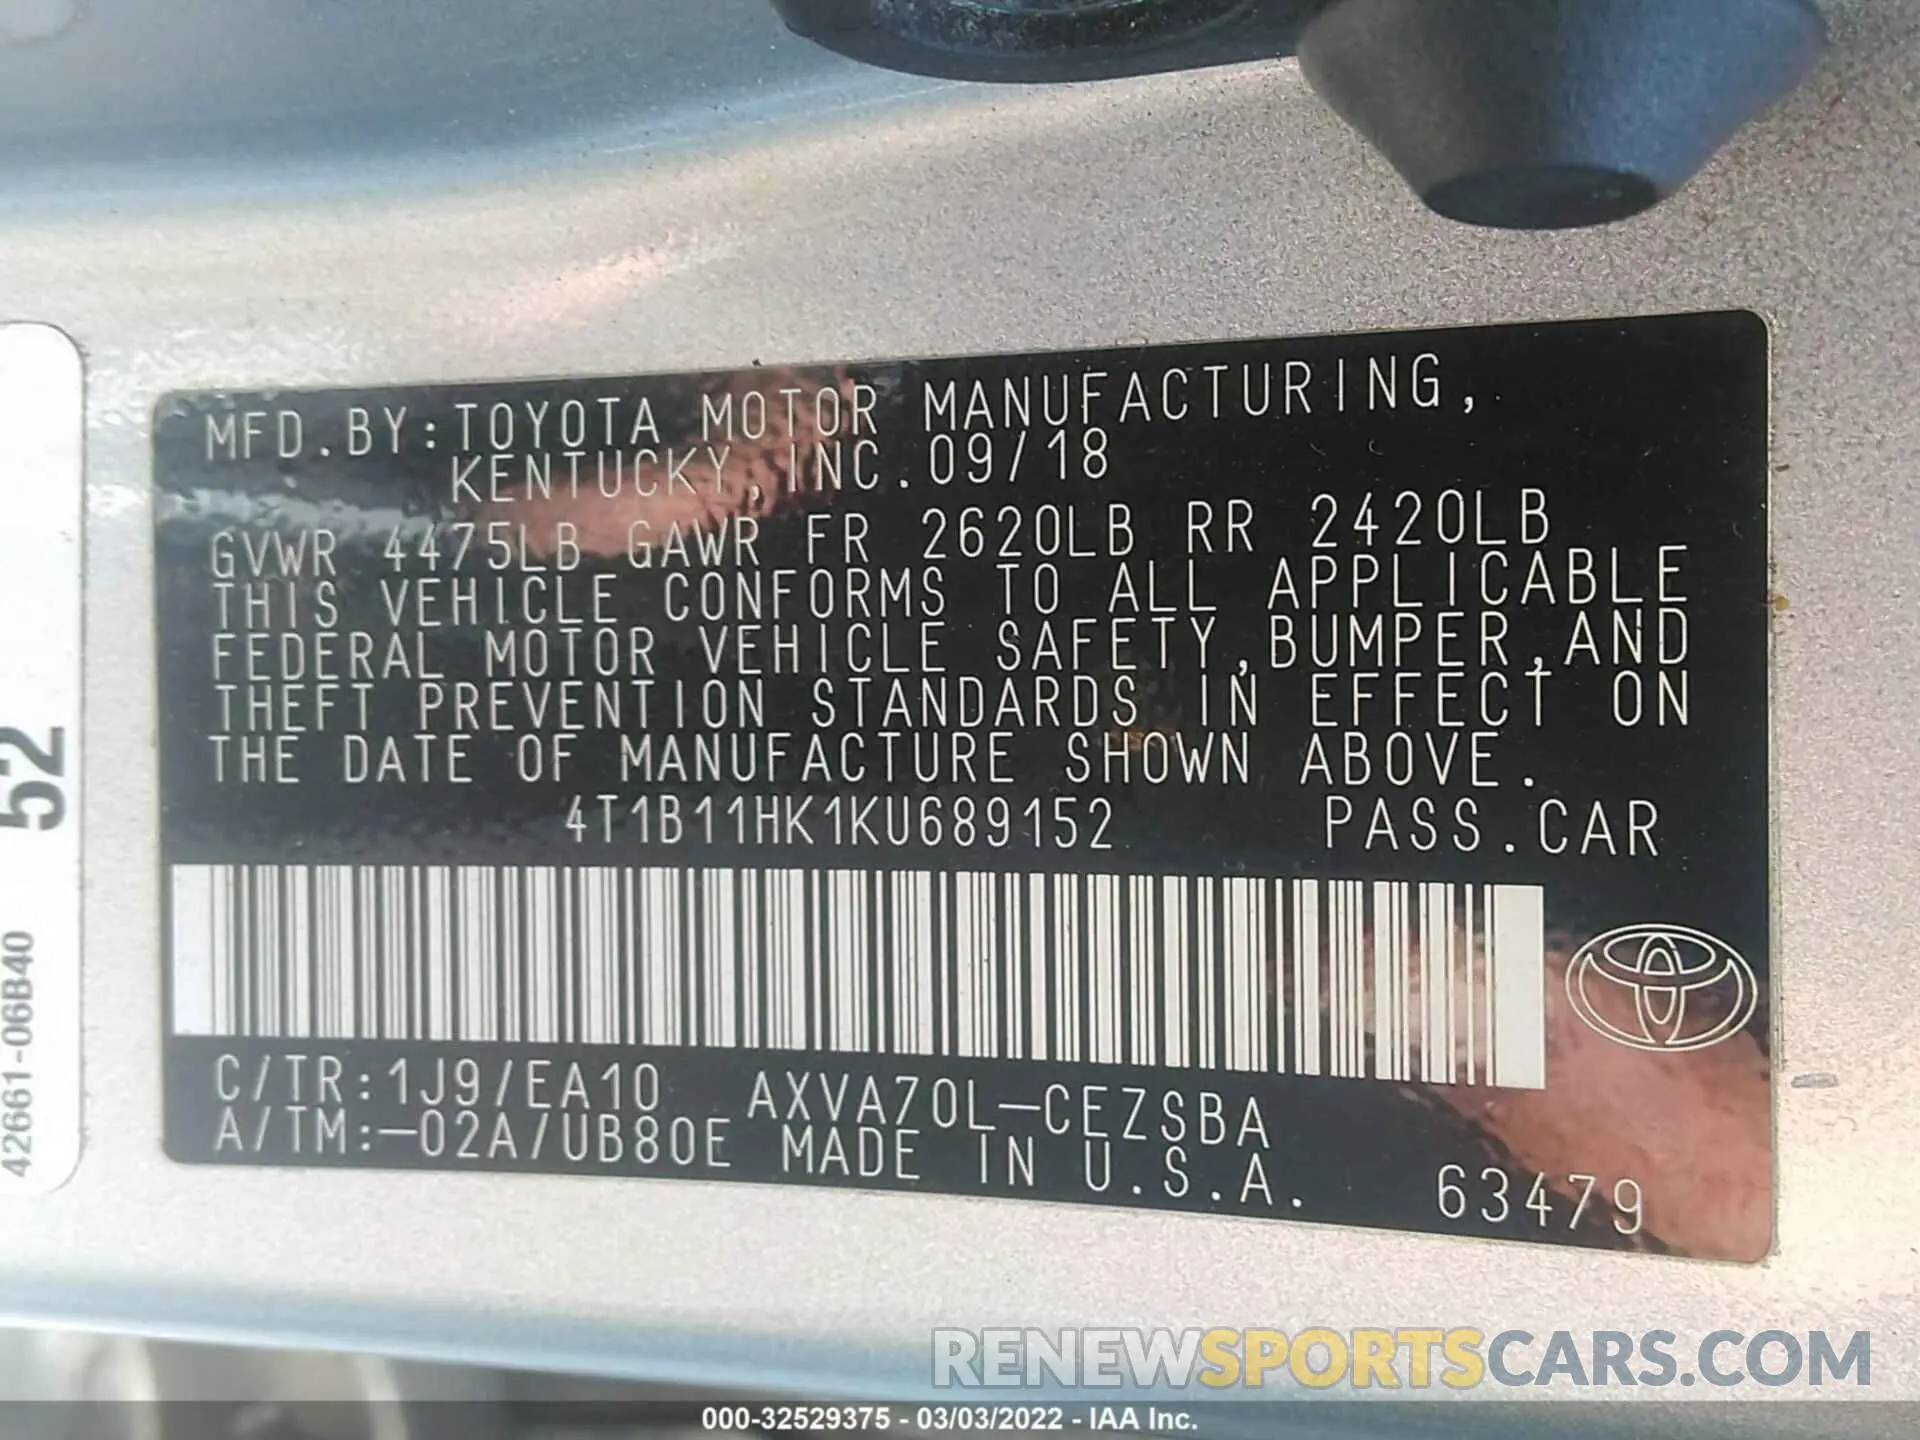 MFD.BY:TOYOTA MOTOR MANUFACTURING,
KENTUCKY,INC.09/18
GVWR 4475LB GAWR FR 2620LB RR 2420LB
THIS VEHICLE CONFORMS TO ALL APPLICABLE
FEDERAL MOTOR VEHICLE SAFETY,BUMPER,AND
THEFT PREVENTION STANDARDS IN EFFECT ON
THE DATE OF MANUFACTURE SHOWN ABOVE.
4T1B11HK1KU689152 PASS.CAR
C/TR:1J9/EA10 AXVA70L-CEZSBA
A/TM:-02A/UB80E MADE IN U.S.A.
63479
52
42661-06B40
RENEWSPORTSCARS.COM
000-32529375 - 03/03/2022 - IAA Inc.